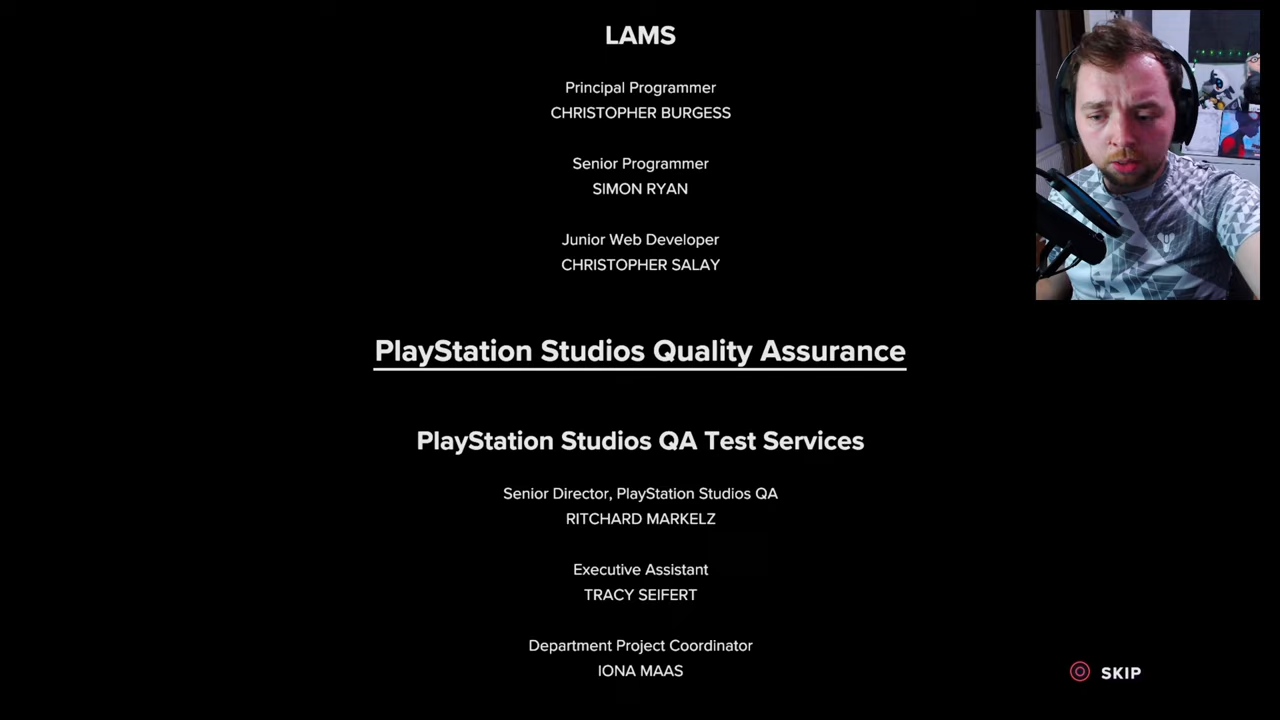 LAMS
Principal Programmer
CHRISTOPHER BURGESS
Senior Programmer
SIMON RYAN
Junior Web Developer
CHRISTOPHER SALAY
PlayStation Studios Quality Assurance
PlayStation Studios QA Test Services
Senior Director, PlayStation Studios QA
RITCHARD MARKELZ
Executive Assistant
TRACY SEIFERT
Department Project Coordinator
IONA MAAS
SKIP